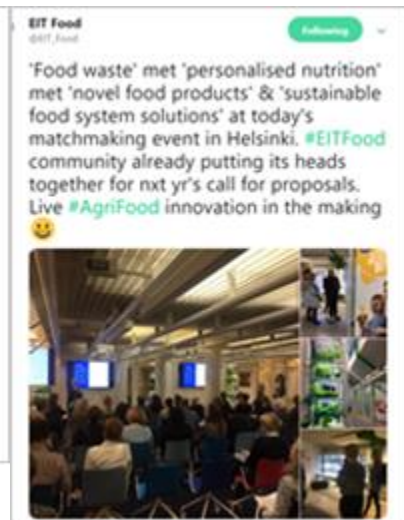 EIT Food
@EIT_Food
Following
'Food waste' met 'personalised nutrition'
met 'novel food products' & 'sustainable
food system solutions' at today's
matchmaking event in Helsinki. #EITFood
community already putting its heads
together for nxt yr's call for proposals.
Live #AgriFood innovation in the making